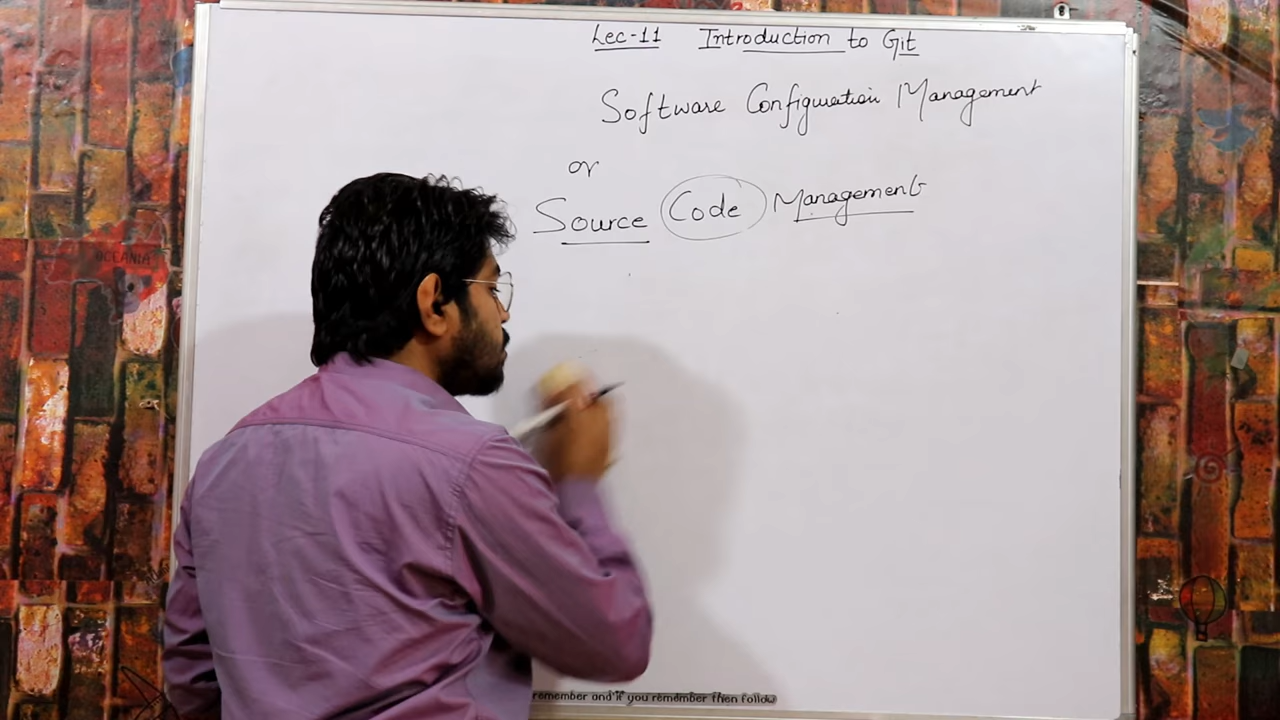 Lec-11 Introduction to Git
Software Configuration Management
or
Source Code Management
OCEANIA
remember and if you remember then follow